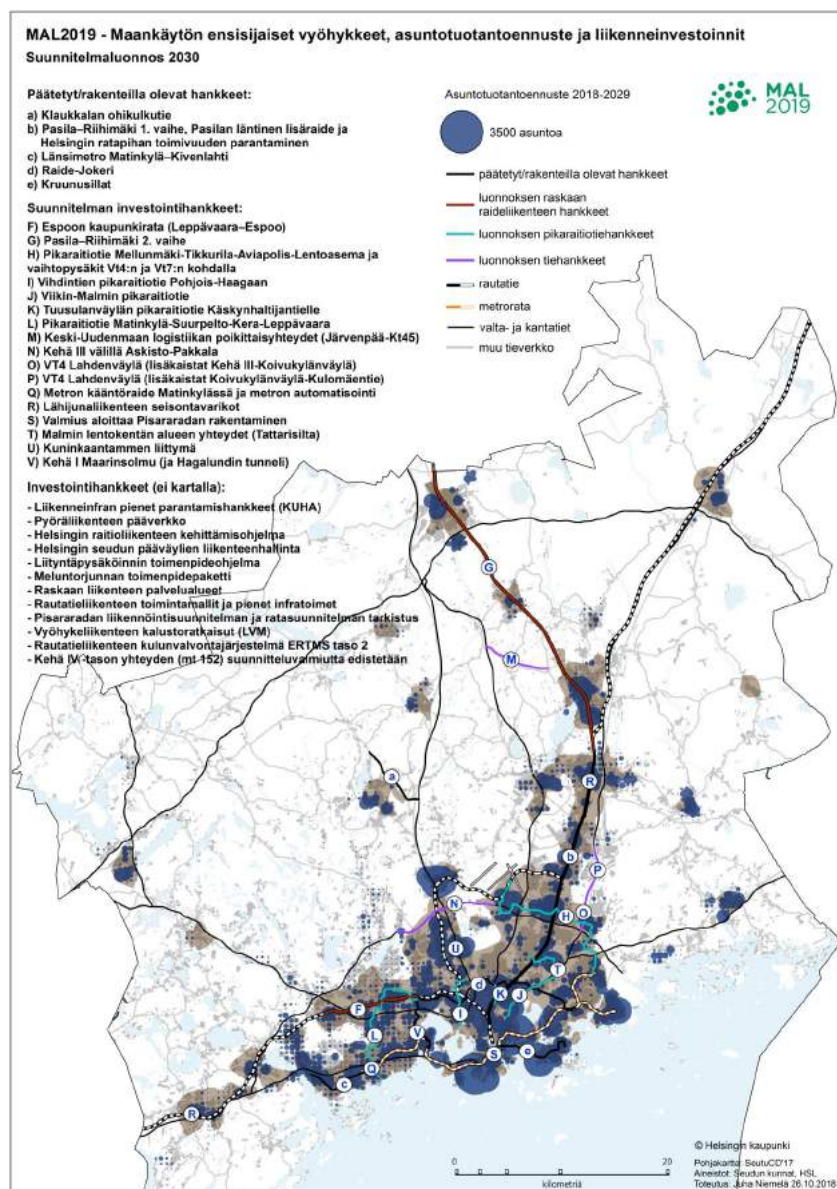 MAL2019 - Maankäytön ensisijaiset vyöhykkeet, asuntotuotantoennuste ja liikenneinvestoinnit
Suunnitelmaluonnos 2030
Päätetyt/rakenteilla olevat hankkeet:
a) Klaukkalan ohikulkutie
b) Pasila–Riihimäki 1. vaihe, Pasilan läntinen lisäraide ja
Helsingin ratapihan toimivuuden parantaminen
c) Länsimetro Matinkylä–Kivenlahti
d) Raide-Jokeri
e) Kruunusillat
Suunnitelman investointihankkeet:
F) Espoon kaupunkirata (Leppävaara–Espoo)
G) Pasila–Riihimäki 2. vaihe
H) Pikaraitiotie Mellunmäki-Tikkurila-Aviapolis-Lentoasema ja
vaihtopysäkit Vt4:n ja Vt7:n kohdalla
I) Vihdintien pikaraitiotie Pohjois-Haagaan
J) Viikin-Malmin pikaraitiotie
K) Tuusulanväylän pikaraitiotie Käskynhaltijantielle
L) Pikaraitiotie Matinkylä-Suurpelto-Kera-Leppävaara
M) Keski-Uudenmaan logistiikan poikittaisyhteydet (Järvenpää-Kt45)
N) Kehä III välillä Askisto-Pakkala
O) VT4 Lahdenväylä (lisäkaistat Kehä III-Koivukylänväylä)
P) VT4 Lahdenväylä (lisäkaistat Koivukylänväylä-Kulomäentie)
Q) Metron kääntöraide Matinkylässä ja metron automatisointi
R) Lähijunaliikenteen seisontavarikot
S) Valmius aloittaa Pisararadan rakentaminen
T) Malmin lentokentän alueen yhteydet (Tattarisilta)
U) Kuninkaantammen liittymä
V) Kehä I Maarinsolmu (ja Hagalundin tunneli)
Investointihankkeet (ei kartalla):
- Liikenneinfran pienet parantamishankkeet (KUHA)
- Pyöräliikenteen pääverkko
- Helsingin raitioliikenteen kehittämisohjelma
- Helsingin seudun pääväylien liikenteenhallinta
- Liityntäpysäköinnin toimenpideohjelma
- Meluntorjunnan toimenpidepaketti
- Raskaan liikenteen palvelualueet
- Rautatieliikenteen toimintamallit ja pienet infratoimet
- Pisararadan liikennöintisuunnitelman ja ratasuunnitelman tarkistus
- Vyöhykeliikenteen kalustoratkaisut (LVM)
- Rautatieliikenteen kulunvalvontajärjestelmä ERTMS taso 2
- Kehä IV -tason yhteyden (mt 152) suunnitteluvalmiutta edistetään
Asuntotuotantoennuste 2018-2029
3500 asuntoa
päätetyt/rakenteilla olevat hankkeet
luonnoksen raskaan
raideliikenteen hankkeet
luonnoksen pikaraitiotiehankkeet
luonnoksen tiehankkeet
rautatie
metrorata
valta- ja kantatiet
muu tieverkko
MAL
2019
G
M
R
a
b
P
N
H
O
U
T
d
K
J
F
I
L
V
S
e
Q
c
R
0
20
kilometriä
© Helsingin kaupunki
Pohjakartta: SeutuCD'17
Aineistot: Seudun kunnat, HSL
Toteutus: Juha Niemelä 26.10.2018